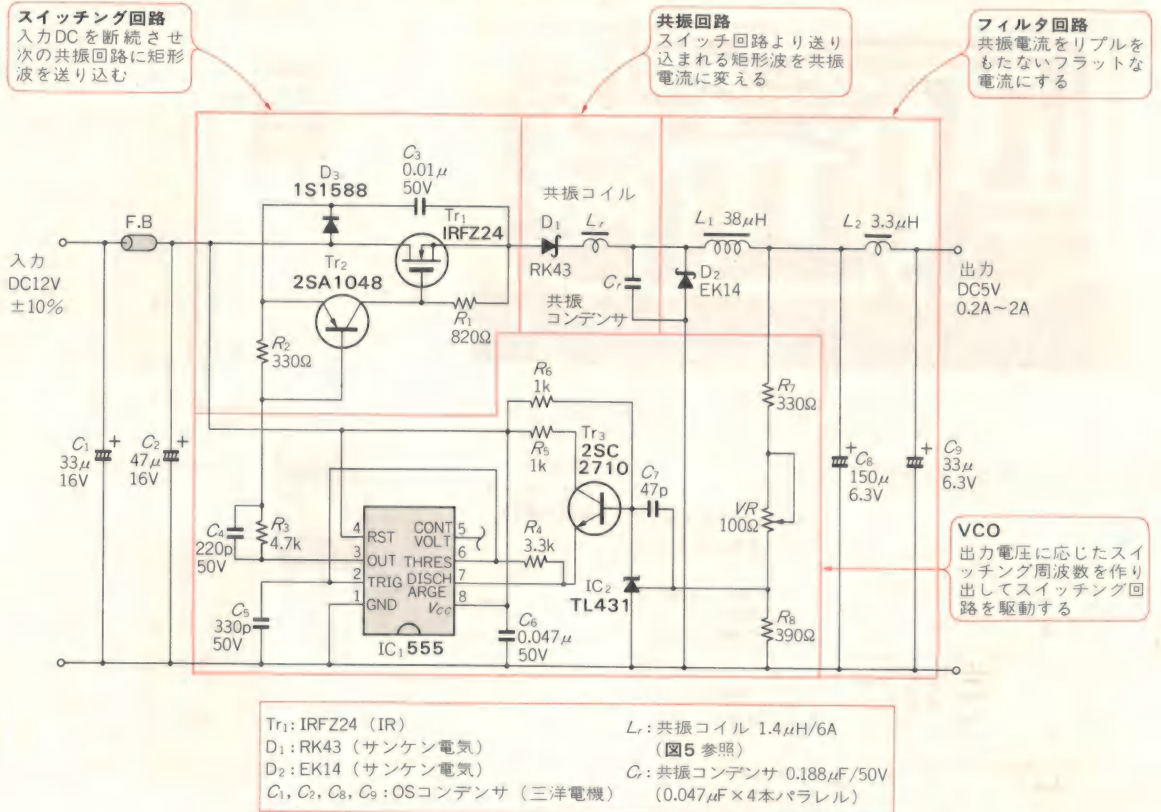 スイッチング回路
入力DCを断続させ
次の共振回路に矩形
波を送り込む
共振回路
スイッチ回路より送り
込まれる矩形波を共振
電流に変える
フィルタ回路
共振電流をリプルを
もたないフラットな
電流にする
F.B
入力
DC12V
±10%
C1
33μ
16V
C2
47μ
16V
D3
1S1588
C3
0.01μ
50V
Tr1
IRFZ24
Tr2
2SA1048
R1
820Ω
R2
330Ω
共振コイル
D1
RK43
Lr
Cr
共振
コンデンサ
L1 38μH
D2
EK14
L2 3.3μH
出力
DC5V
0.2A~2A
R6
1k
R5
1k
Tr3
2SC
2710
C7
47p
R7
330Ω
VR
100Ω
R8
390Ω
C8
150μ
6.3V
C9
33μ
6.3V
C4
220p
50V
R3
4.7k
C5
330p
50V
4 RST
3 OUT
2 TRIG
1 GND
CONT VOLT 5
THRES 6
DISCH ARGE 7
VCC 8
IC1 555
R4
3.3k
C6
0.047μ
50V
IC2
TL431
VCO
出力電圧に応じたスイ
ッチング周波数を作り
出してスイッチング回
路を駆動する
Tr1:IRFZ24(IR)
D1:RK43(サンケン電気)
D2:EK14(サンケン電気)
C1, C2, C8, C9:OSコンデンサ(三洋電機)
Lr:共振コイル 1.4μH/6A
(図5 参照)
Cr:共振コンデンサ 0.188μF/50V
(0.047μF×4本パラレル)